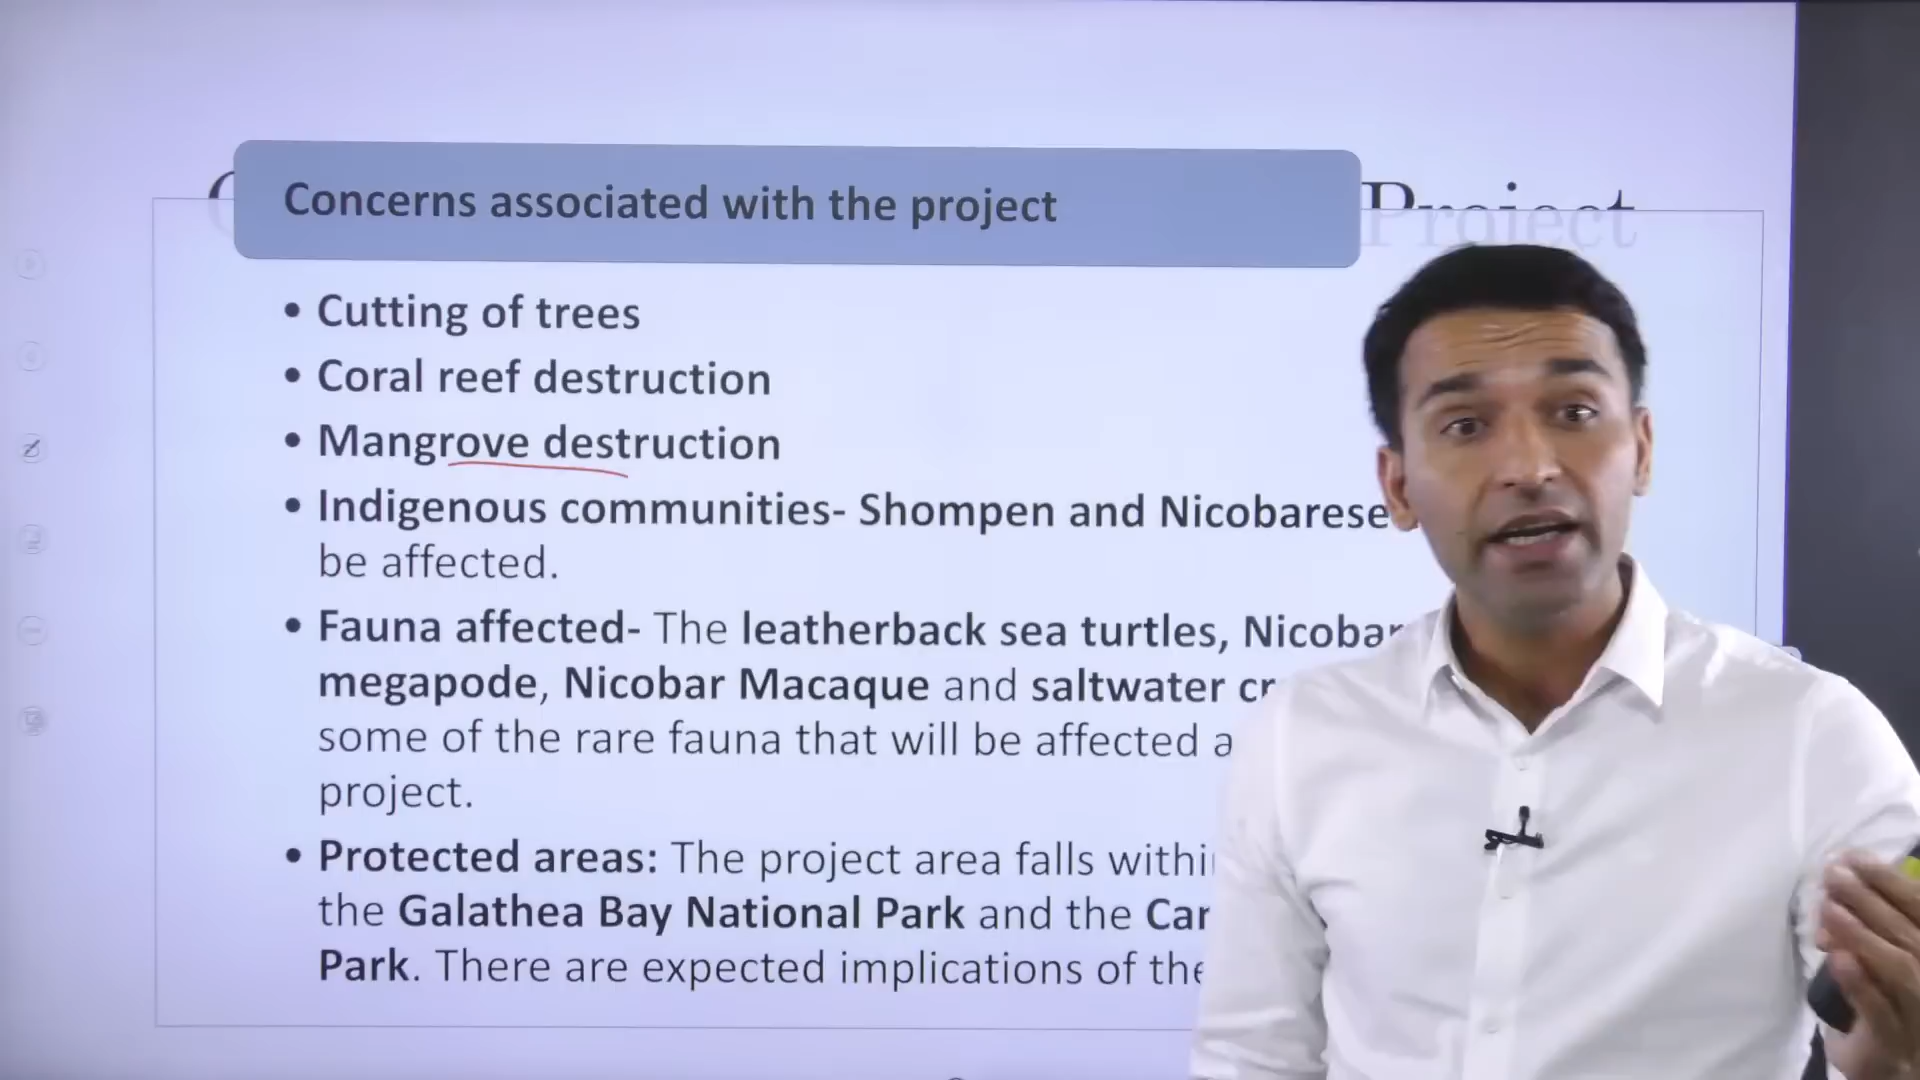 Concerns associated with the project
Project
• Cutting of trees
• Coral reef destruction
• Mangrove destruction
• Indigenous communities- Shompen and Nicobarese
be affected.
• Fauna affected- The leatherback sea turtles, Nicobar
megapode, Nicobar Macaque and saltwater
some of the rare fauna that will be affected
project.
• Protected areas: The project area falls within
the Galathea Bay National Park and the
Park. There are expected implications of the